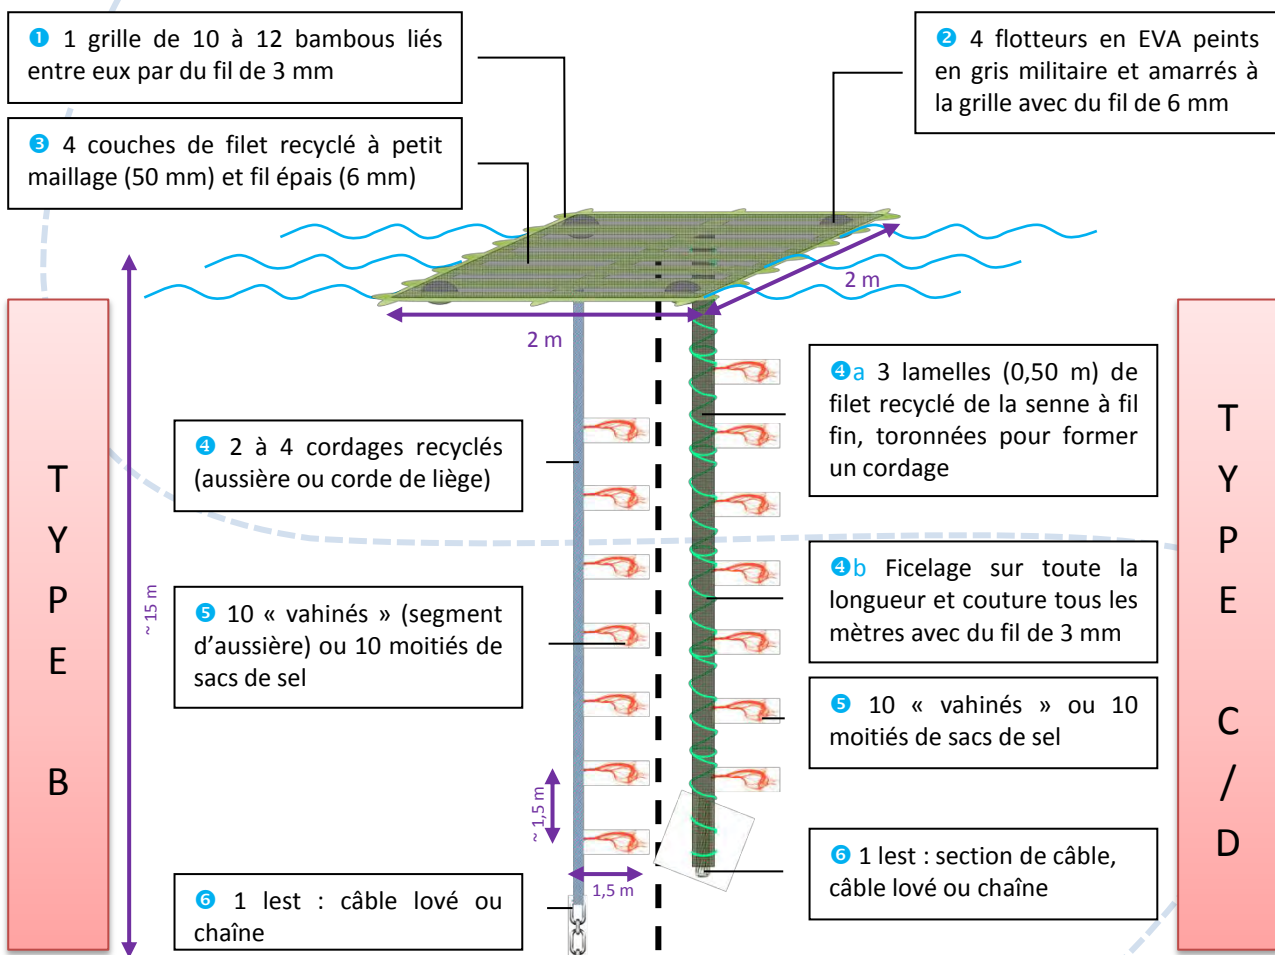 ❶ 1 grille de 10 à 12 bambous liés
entre eux par du fil de 3 mm
❷ 4 flotteurs en EVA peints
en gris militaire et amarrés à
la grille avec du fil de 6 mm
❸ 4 couches de filet recyclé à petit
maillage (50 mm) et fil épais (6 mm)
2 m
2 m
TYPE B
~ 15 m
❹ 2 à 4 cordages recyclés
(aussière ou corde de liège)
❺ 10 « vahinés » (segment
d'aussière) ou 10 moitiés de
sacs de sel
~ 1,5 m
1,5 m
❻ 1 lest : câble lové ou
chaîne
❹a 3 lamelles (0,50 m) de
filet recyclé de la senne à fil
fin, toronnées pour former
un cordage
❹b Ficelage sur toute la
longueur et couture tous les
mètres avec du fil de 3 mm
❺ 10 « vahinés » ou 10
moitiés de sacs de sel
❻ 1 lest : section de câble,
câble lové ou chaîne
TYPE C/D